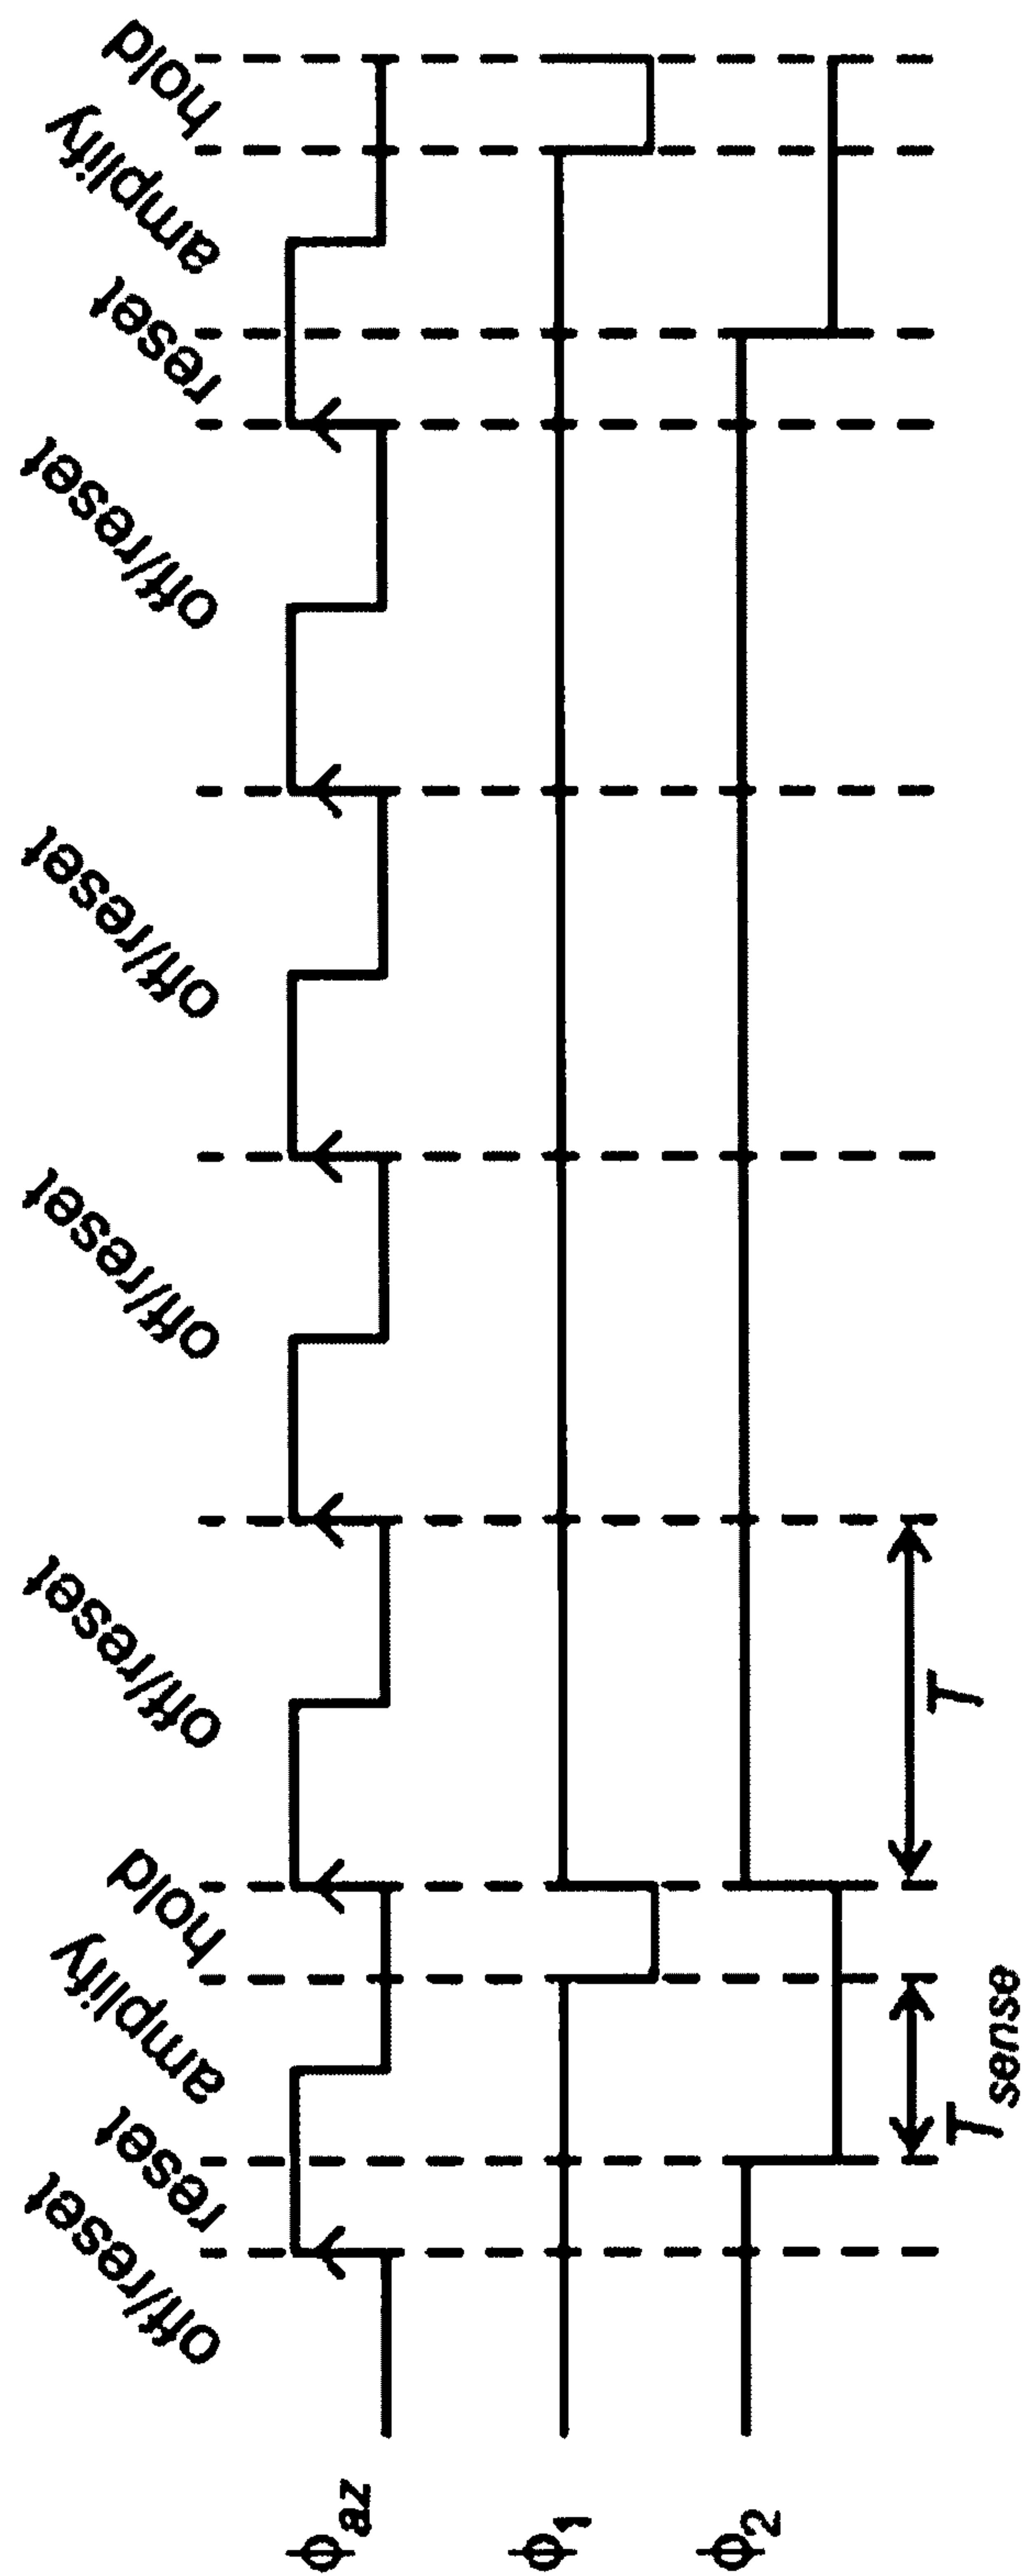 off/reset
reset
amplify
hold
off/reset
off/reset
off/reset
off/reset
reset
amplify
hold
ϕaz
ϕ1
ϕ2
Tsense
T